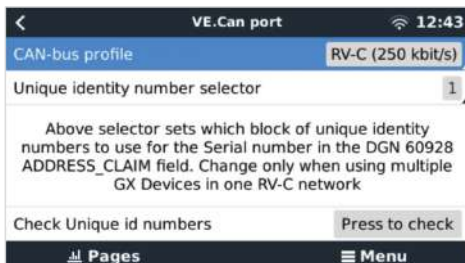 VE.Can port 12:43
CAN-bus profile RV-C (250 kbit/s)
Unique identity number selector 1
Above selector sets which block of unique identity
numbers to use for the Serial number in the DGN 60928
ADDRESS_CLAIM field. Change only when using multiple
GX Devices in one RV-C network
Check Unique id numbers Press to check
Pages Menu